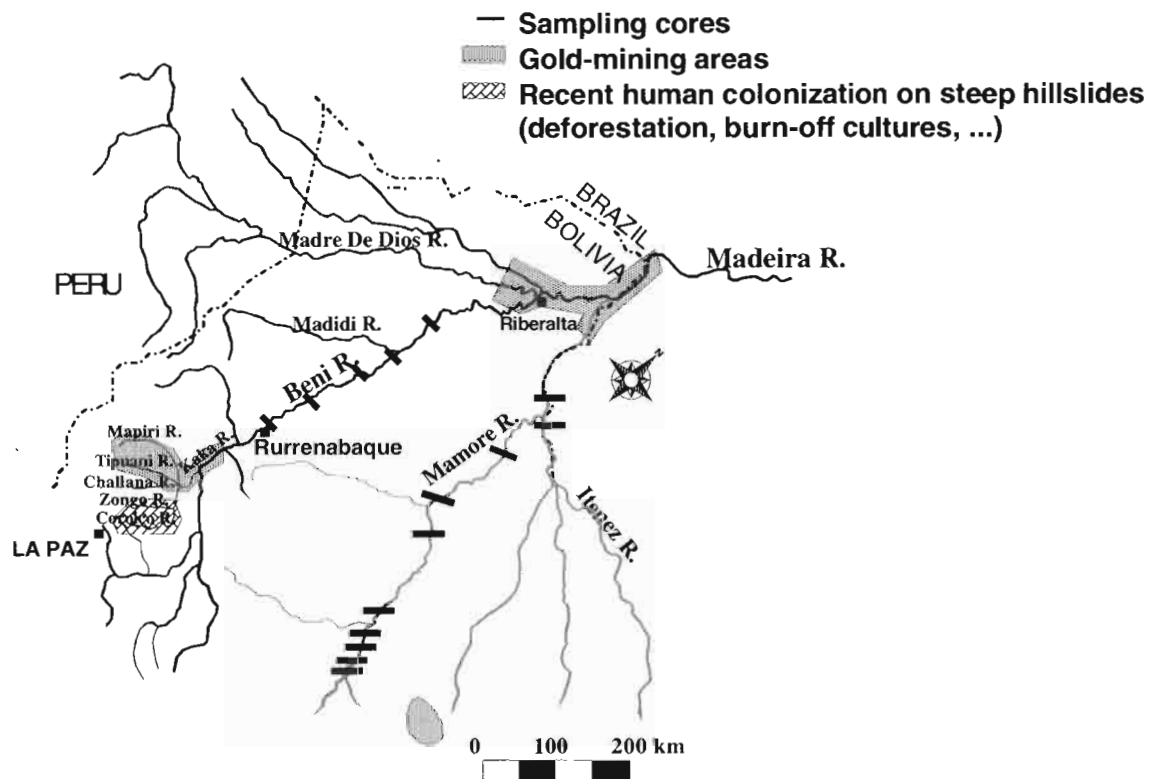 Sampling cores
Gold-mining areas
Recent human colonization on steep hillslides
(deforestation, burn-off cultures, ...)
BRAZIL
BOLIVIA
Madre De Dios R.
Madeira R.
PERU
Riberalta
Madidi R.
Beni R.
N
Mapiri R.
Kaka R.
Rurrenabaque
Mamore R.
Tipuani R.
Challana R.
Zongo R.
Coroico R.
Itenez R.
LA PAZ
0 100 200 km